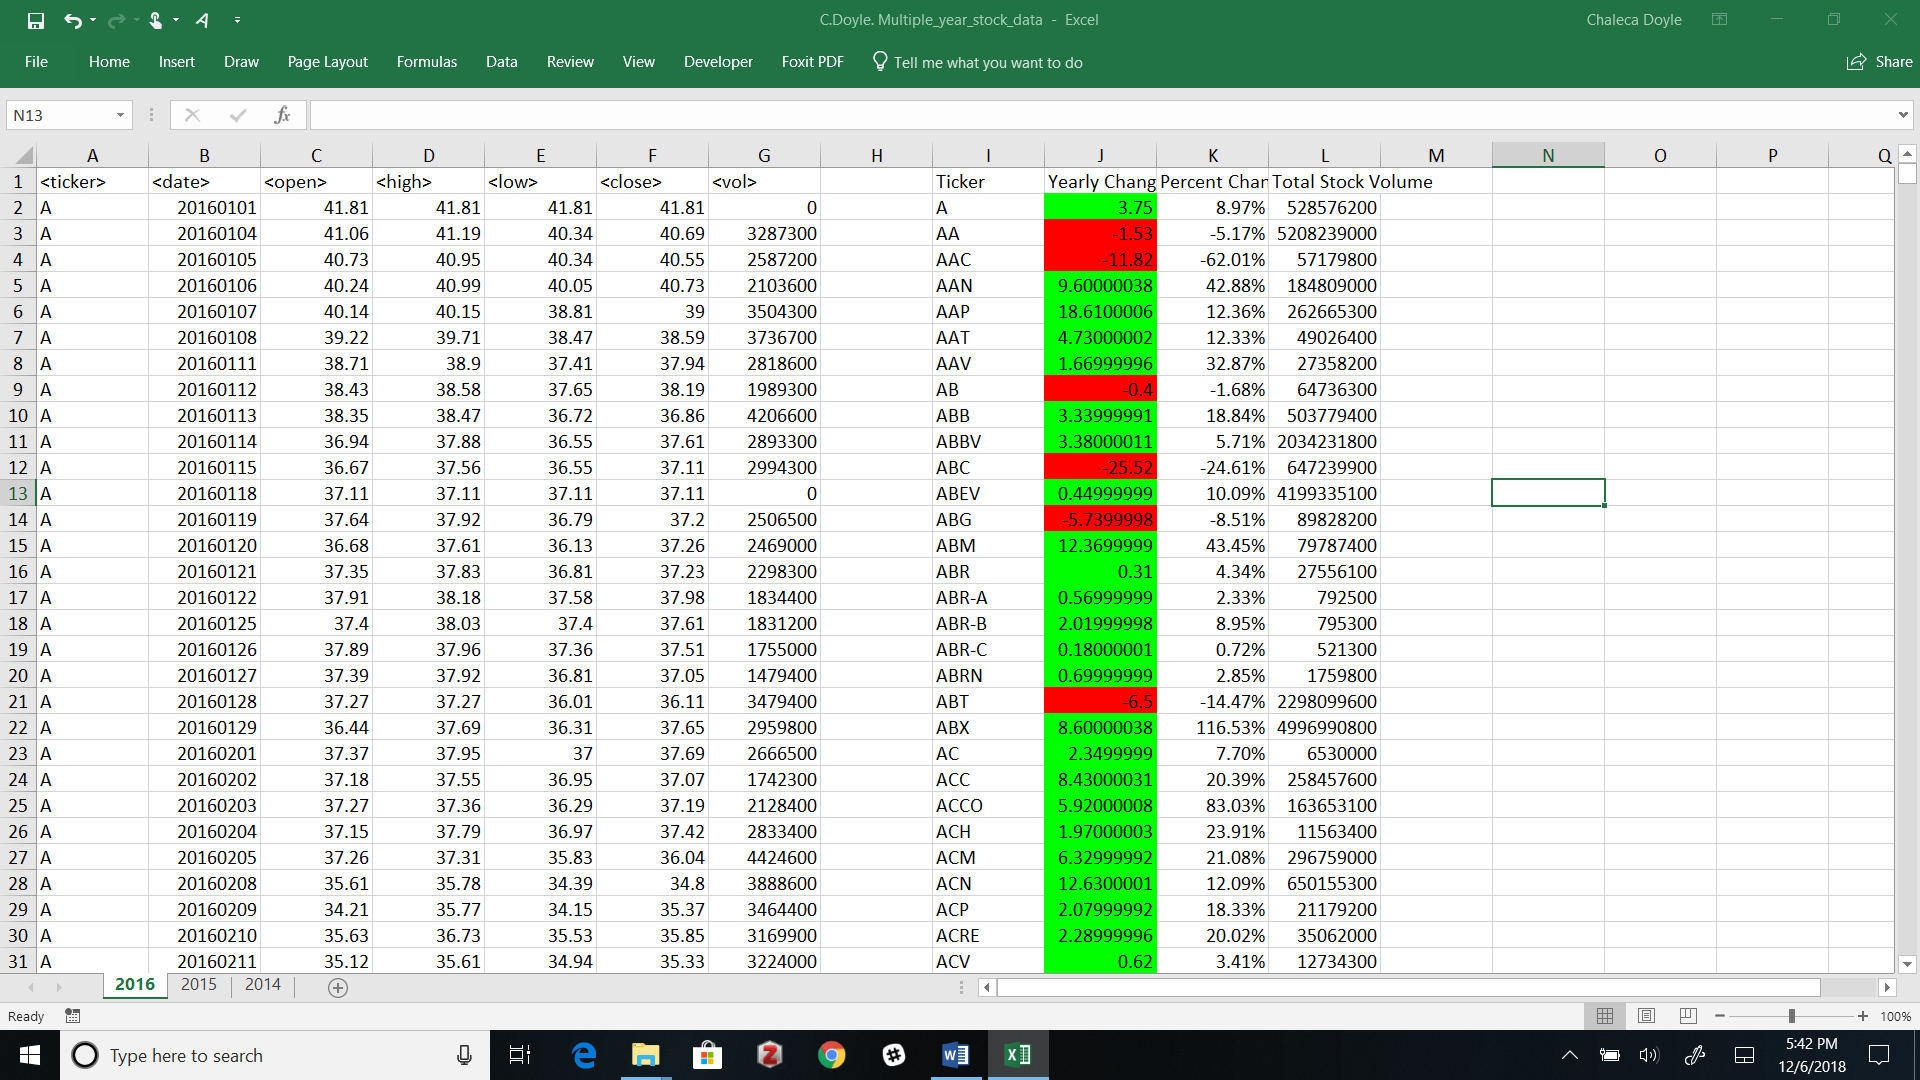 C.Doyle. Multiple_year_stock_data - Excel
Chaleca Doyle
File Home Insert Draw Page Layout Formulas Data Review View Developer Foxit PDF Tell me what you want to do Share
N13 fx
A B C D E F G H I J K L M N O P Q
1 <ticker> <date> <open> <high> <low> <close> <vol> Ticker Yearly Chang Percent Char Total Stock Volume
2 A 20160101 41.81 41.81 41.81 41.81 0 A 3.75 8.97% 528576200
3 A 20160104 41.06 41.19 40.34 40.69 3287300 AA -1.53 -5.17% 5208239000
4 A 20160105 40.73 40.95 40.34 40.55 2587200 AAC -11.82 -62.01% 57179800
5 A 20160106 40.24 40.99 40.05 40.73 2103600 AAN 9.60000038 42.88% 184809000
6 A 20160107 40.14 40.15 38.81 39 3504300 AAP 18.6100006 12.36% 262665300
7 A 20160108 39.22 39.71 38.47 38.59 3736700 AAT 4.73000002 12.33% 49026400
8 A 20160111 38.71 38.9 37.41 37.94 2818600 AAV 1.66999996 32.87% 27358200
9 A 20160112 38.43 38.58 37.65 38.19 1989300 AB -0.4 -1.68% 64736300
10 A 20160113 38.35 38.47 36.72 36.86 4206600 ABB 3.33999991 18.84% 503779400
11 A 20160114 36.94 37.88 36.55 37.61 2893300 ABBV 3.38000011 5.71% 2034231800
12 A 20160115 36.67 37.56 36.55 37.11 2994300 ABC -25.52 -24.61% 647239900
13 A 20160118 37.11 37.11 37.11 37.11 0 ABEV 0.44999999 10.09% 4199335100
14 A 20160119 37.64 37.92 36.79 37.2 2506500 ABG -5.7399998 -8.51% 89828200
15 A 20160120 36.68 37.61 36.13 37.26 2469000 ABM 12.3699999 43.45% 79787400
16 A 20160121 37.35 37.83 36.81 37.23 2298300 ABR 0.31 4.34% 27556100
17 A 20160122 37.91 38.18 37.58 37.98 1834400 ABR-A 0.56999999 2.33% 792500
18 A 20160125 37.4 38.03 37.4 37.61 1831200 ABR-B 2.01999998 8.95% 795300
19 A 20160126 37.89 37.96 37.36 37.51 1755000 ABR-C 0.18000001 0.72% 521300
20 A 20160127 37.39 37.92 36.81 37.05 1479400 ABRN 0.69999999 2.85% 1759800
21 A 20160128 37.27 37.27 36.01 36.11 3479400 ABT -6.5 -14.47% 2298099600
22 A 20160129 36.44 37.69 36.31 37.65 2959800 ABX 8.60000038 116.53% 4996990800
23 A 20160201 37.37 37.95 37 37.69 2666500 AC 2.3499999 7.70% 6530000
24 A 20160202 37.18 37.55 36.95 37.07 1742300 ACC 8.43000031 20.39% 258457600
25 A 20160203 37.27 37.36 36.29 37.19 2128400 ACCO 5.92000008 83.03% 163653100
26 A 20160204 37.15 37.79 36.97 37.42 2833400 ACH 1.97000003 23.91% 11563400
27 A 20160205 37.26 37.31 35.83 36.04 4424600 ACM 6.32999992 21.08% 296759000
28 A 20160208 35.61 35.78 34.39 34.8 3888600 ACN 12.6300001 12.09% 650155300
29 A 20160209 34.21 35.77 34.15 35.37 3464400 ACP 2.07999992 18.33% 21179200
30 A 20160210 35.63 36.73 35.53 35.85 3169900 ACRE 2.28999996 20.02% 35062000
31 A 20160211 35.12 35.61 34.94 35.33 3224000 ACV 0.62 3.41% 12734300
2016 2015 2014
Ready 100%
Type here to search
5:42 PM
12/6/2018